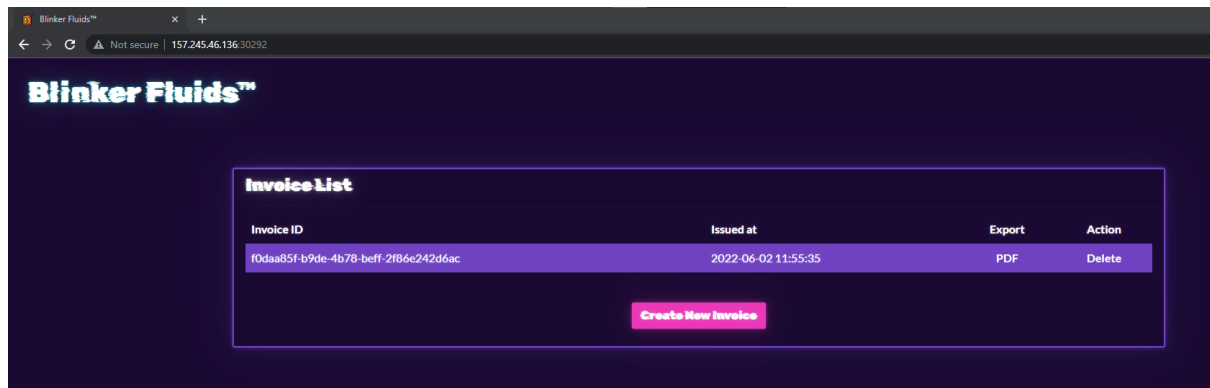 Blinker Fluids™
Not secure | 157.245.46.136:30292
Blinker Fluids™
Invoice List
Invoice ID Issued at Export Action
f0daa85f-b9de-4b78-beff-2f86e242d6ac 2022-06-02 11:55:35 PDF Delete
Create New Invoice